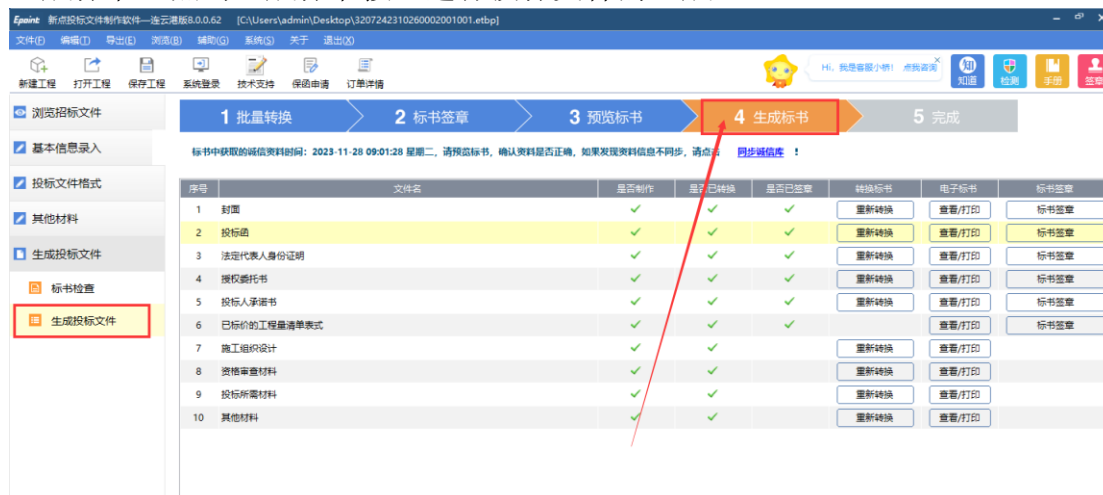 Epoint 新点投标文件制作软件—连云港版8.0.0.62 [C:\Users\admin\Desktop\3207242310260002001001.etbp]
文件(F) 编辑(T) 导出(E) 浏览(B) 辅助(G) 系统(S) 关于 退出(X)
新建工程 打开工程 保存工程 系统登录 技术支持 保函申请 订单详情 Hi，我是客服小桥！ 点我咨询 知道 检测 手册 签章
浏览招标文件
基本信息录入
投标文件格式
其他材料
生成投标文件
标书检查
生成投标文件
1 批量转换 2 标书签章 3 预览标书 4 生成标书 5 完成
标书中获取的诚信资料时间：2023-11-28 09:01:28 星期二，请预览标书，确认资料是否正确，如果发现资料信息不同步，请点击 同步诚信库 ！
序号 文件名 是否制作 是否已转换 是否已签章 转换标书 电子标书 标书签章
1 封面 ✓ ✓ ✓ 重新转换 查看/打印 标书签章
2 投标函 ✓ ✓ ✓ 重新转换 查看/打印 标书签章
3 法定代表人身份证明 ✓ ✓ ✓ 重新转换 查看/打印 标书签章
4 授权委托书 ✓ ✓ ✓ 重新转换 查看/打印 标书签章
5 投标人承诺书 ✓ ✓ ✓ 重新转换 查看/打印 标书签章
6 已标价的工程量清单表式 ✓ ✓ ✓ 查看/打印 标书签章
7 施工组织设计 ✓ ✓ 重新转换 查看/打印
8 资格审查材料 ✓ ✓ 重新转换 查看/打印
9 投标所需材料 ✓ ✓ 重新转换 查看/打印
10 其他材料 ✓ ✓ 重新转换 查看/打印